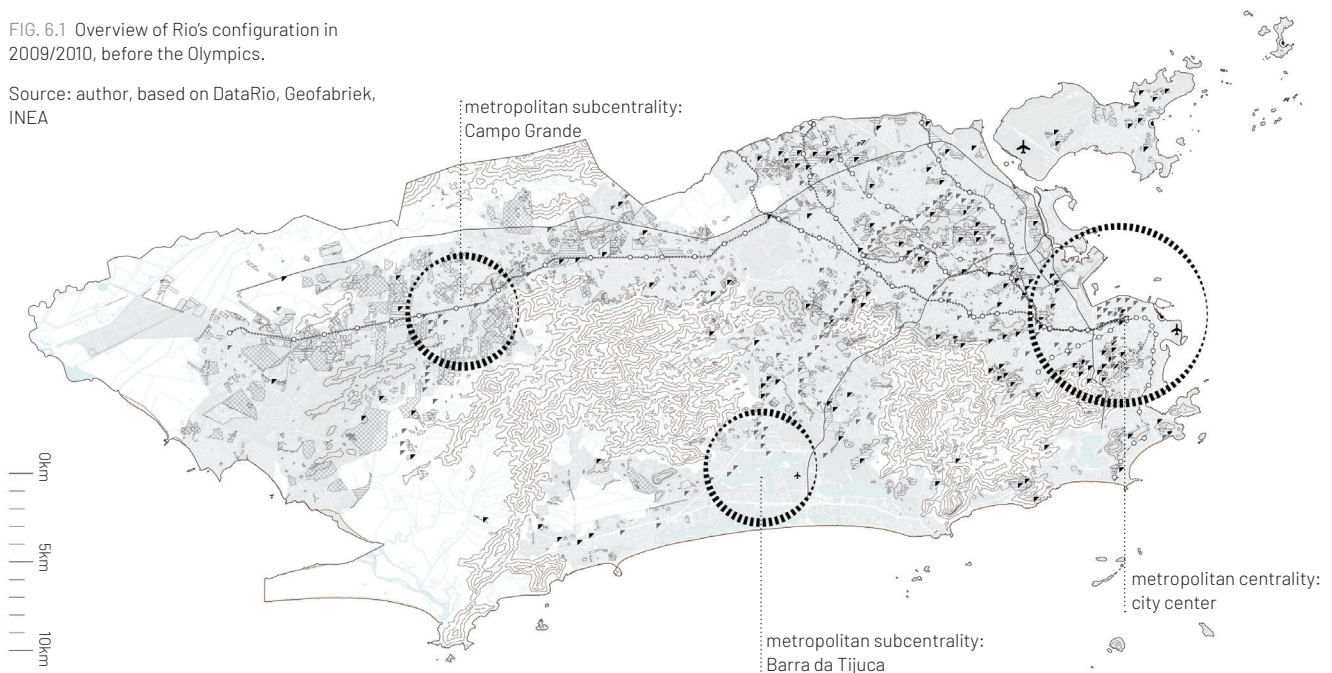 FIG. 6.1 Overview of Rio's configuration in
2009/2010, before the Olympics.
Source: author, based on DataRio, Geofabriek,
INEA
metropolitan subcentrality:
Campo Grande
0km
5km
10km
metropolitan centrality:
city center
metropolitan subcentrality:
Barra da Tijuca